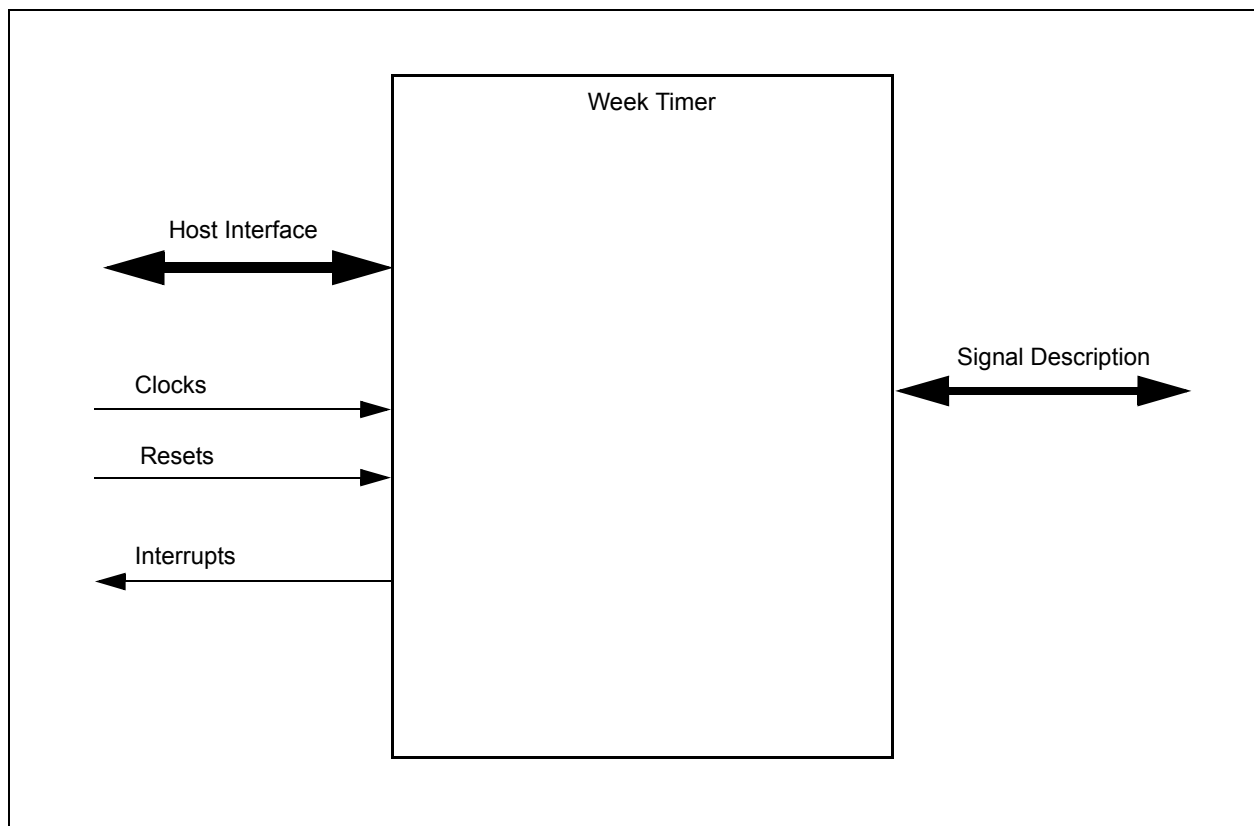 Week Timer
Host Interface
Signal Description
Clocks
Resets
Interrupts